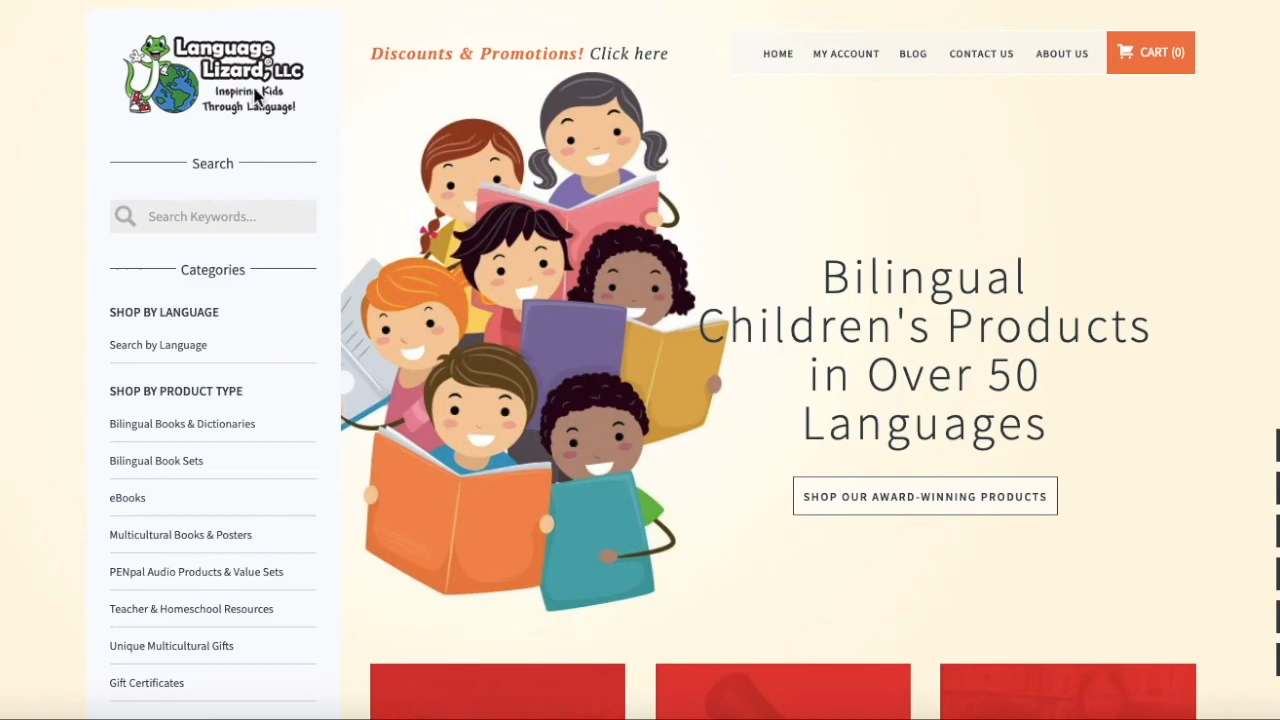 Language
Lizard, LLC
Inspiring Kids
Through Language!
Search
Search Keywords...
Categories
SHOP BY LANGUAGE
Search by Language
SHOP BY PRODUCT TYPE
Bilingual Books & Dictionaries
Bilingual Book Sets
eBooks
Multicultural Books & Posters
PENpal Audio Products & Value Sets
Teacher & Homeschool Resources
Unique Multicultural Gifts
Gift Certificates
Discounts & Promotions! Click here
HOME MY ACCOUNT BLOG CONTACT US ABOUT US CART (0)
Bilingual
Children's Products
in Over 50
Languages
SHOP OUR AWARD-WINNING PRODUCTS